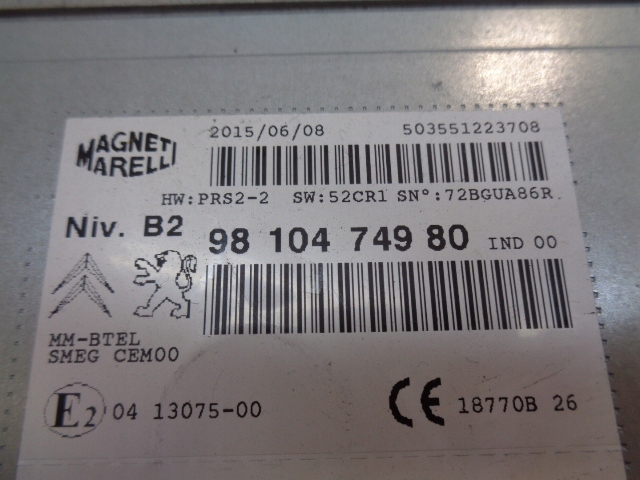 MAGNETI MARELLI
2015/06/08 503551223708
HW:PRS2-2 SW:52CR1 SN°:72BGUA86R
Niv. B2 98 104 749 80 IND 00
MM-BTEL
SMEG CEM00
E2 04 13075-00 CE 18770B 26